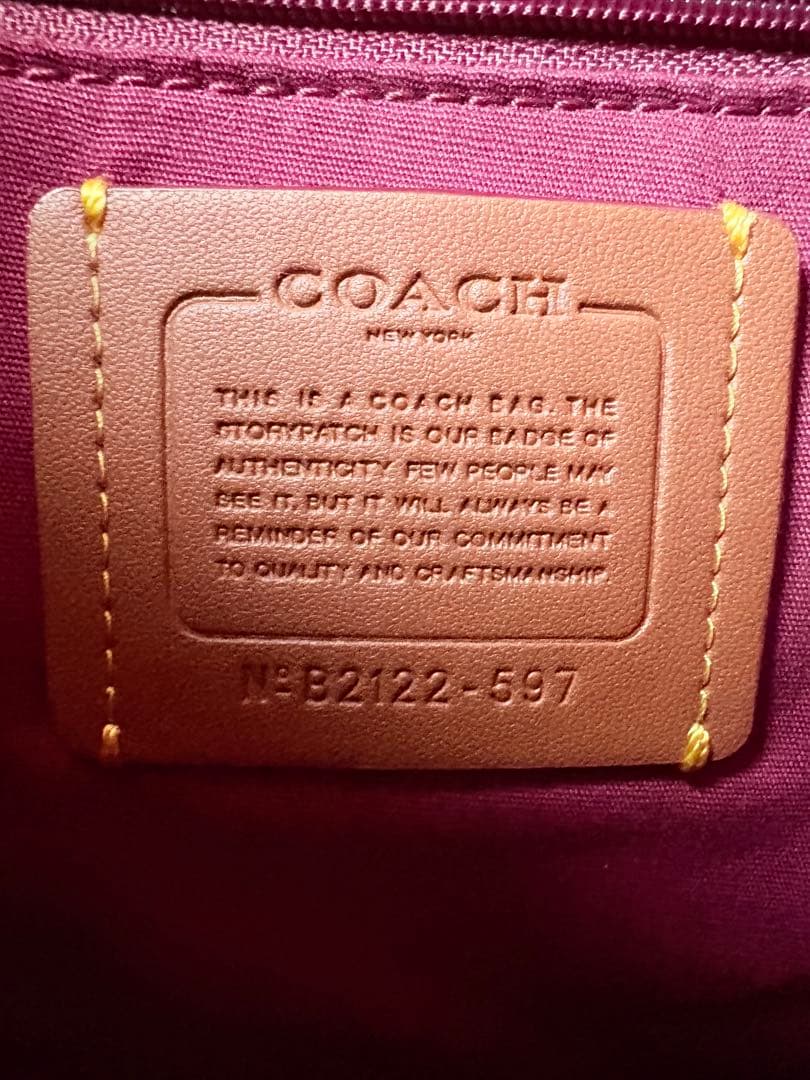 COACH
NEW YORK
THIS IS A COACH BAG. THE
STORYPATCH IS OUR BADGE OF
AUTHENTICITY FEW PEOPLE MAY
SEE IT, BUT IT WILL ALWAYS BE A
REMINDER OF OUR COMMITMENT
TO QUALITY AND CRAFTSMANSHIP.
Nº B2122-597